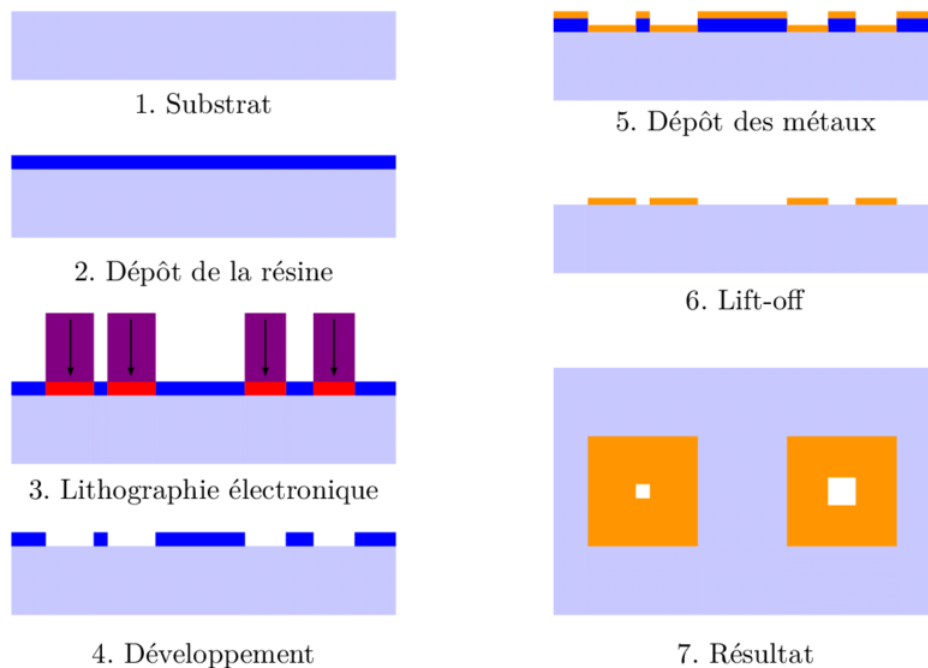 1. Substrat
2. Dépôt de la résine
3. Lithographie électronique
4. Développement
5. Dépôt des métaux
6. Lift-off
7. Résultat